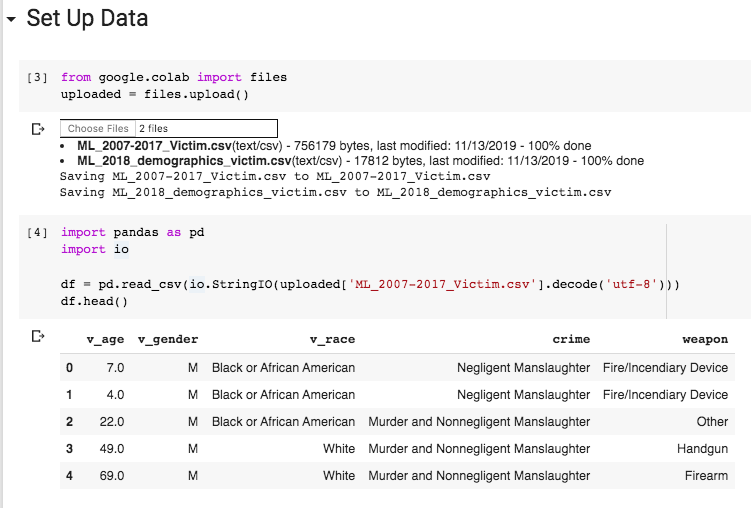 Set Up Data
[3] from google.colab import files
uploaded = files.upload()
Choose Files 2 files
• ML_2007-2017_Victim.csv(text/csv) - 756179 bytes, last modified: 11/13/2019 - 100% done
• ML_2018_demographics_victim.csv(text/csv) - 17812 bytes, last modified: 11/13/2019 - 100% done
Saving ML_2007-2017_Victim.csv to ML_2007-2017_Victim.csv
Saving ML_2018_demographics_victim.csv to ML_2018_demographics_victim.csv
[4] import pandas as pd
import io
df = pd.read_csv(io.StringIO(uploaded['ML_2007-2017_Victim.csv'].decode('utf-8')))
df.head()
v_age v_gender v_race crime weapon
0 7.0 M Black or African American Negligent Manslaughter Fire/Incendiary Device
1 4.0 M Black or African American Negligent Manslaughter Fire/Incendiary Device
2 22.0 M Black or African American Murder and Nonnegligent Manslaughter Other
3 49.0 M White Murder and Nonnegligent Manslaughter Handgun
4 69.0 M White Murder and Nonnegligent Manslaughter Firearm